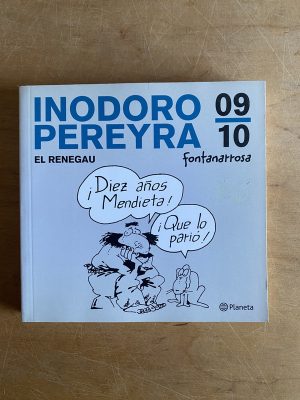 INODORO 09
PEREYRA 10
EL RENEGAU fontanarrosa
¡Diez años
Mendieta!
¡Que lo
parió!
Planeta